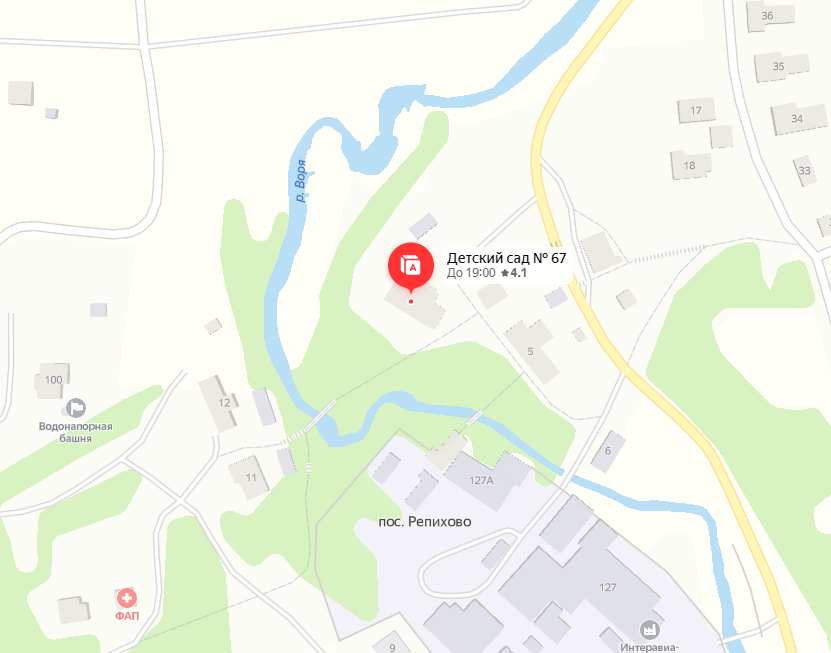 36
35
17
34
18
33
р. Воря
Детский сад № 67
До 19:00 ★4.1
5
100
12
Водонапорная
башня
6
11
127А
пос. Репихово
127
ФАП
9
Интеравиа-